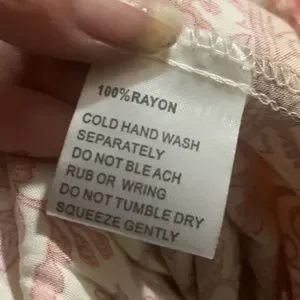 100%RAYON
COLD HAND WASH
SEPARATELY
DO NOT BLEACH
RUB OR WRING
DO NOT TUMBLE DRY
SQUEEZE GENTLY